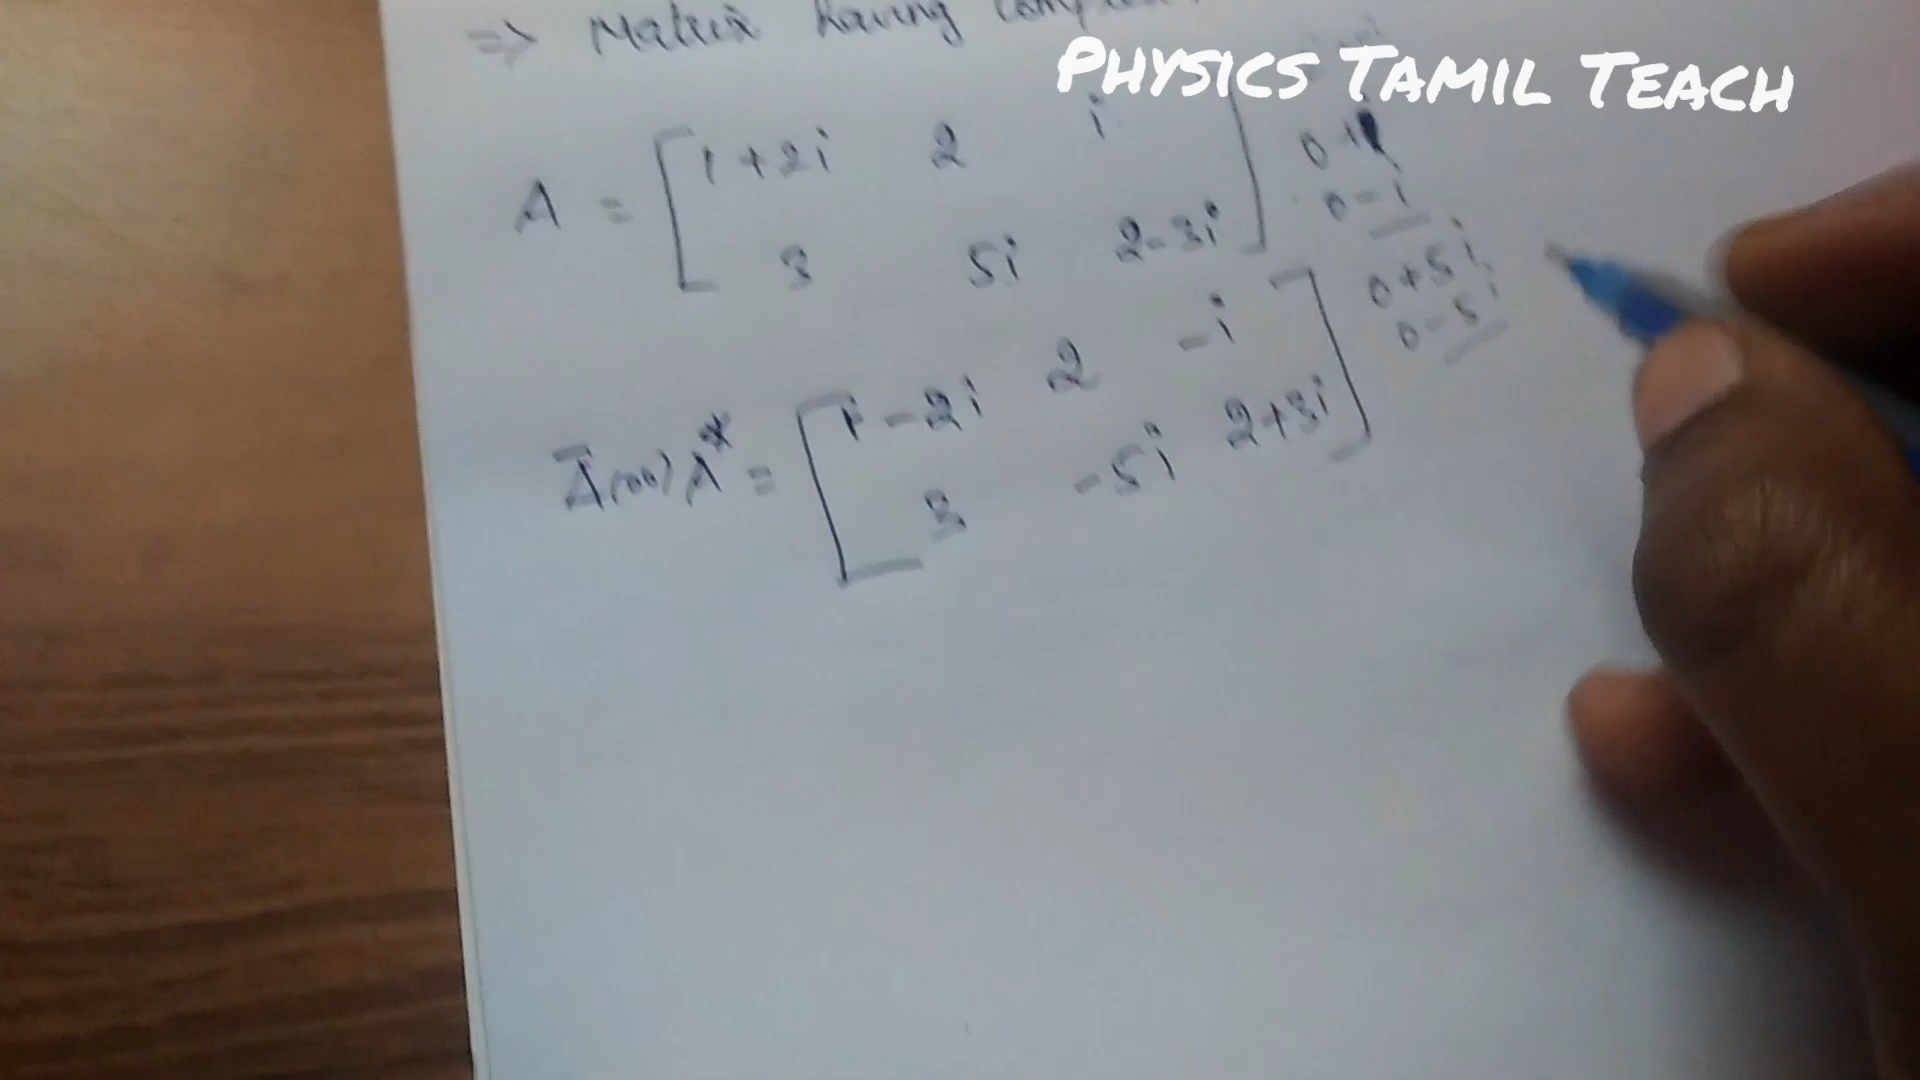 ⇒ Matrix having
PHYSICS TAMIL TEACH
A = [ 1+2i 2 i
3 5i 2-3i ]
0-i
0+5i
0-5i
Ā (or) A* = [ 1-2i 2 -i
3 -5i 2+3i ]